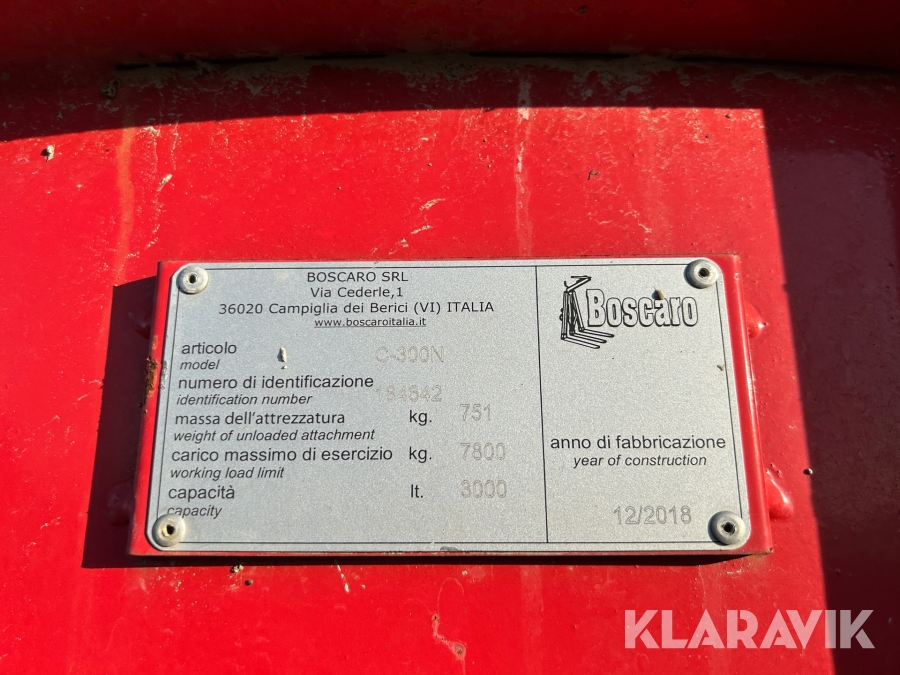 BOSCARO SRL
Via Cederle,1
36020 Campiglia dei Berici (VI) ITALIA
www.boscaroitalia.it
articolo C-300N
model
numero di identificazione 184542
identification number
massa dell'attrezzatura kg. 751
weight of unloaded attachment
carico massimo di esercizio kg. 7800
working load limit
capacità lt. 3000
capacity
Boscaro
anno di fabbricazione
year of construction
12/2018
KLARAVIK